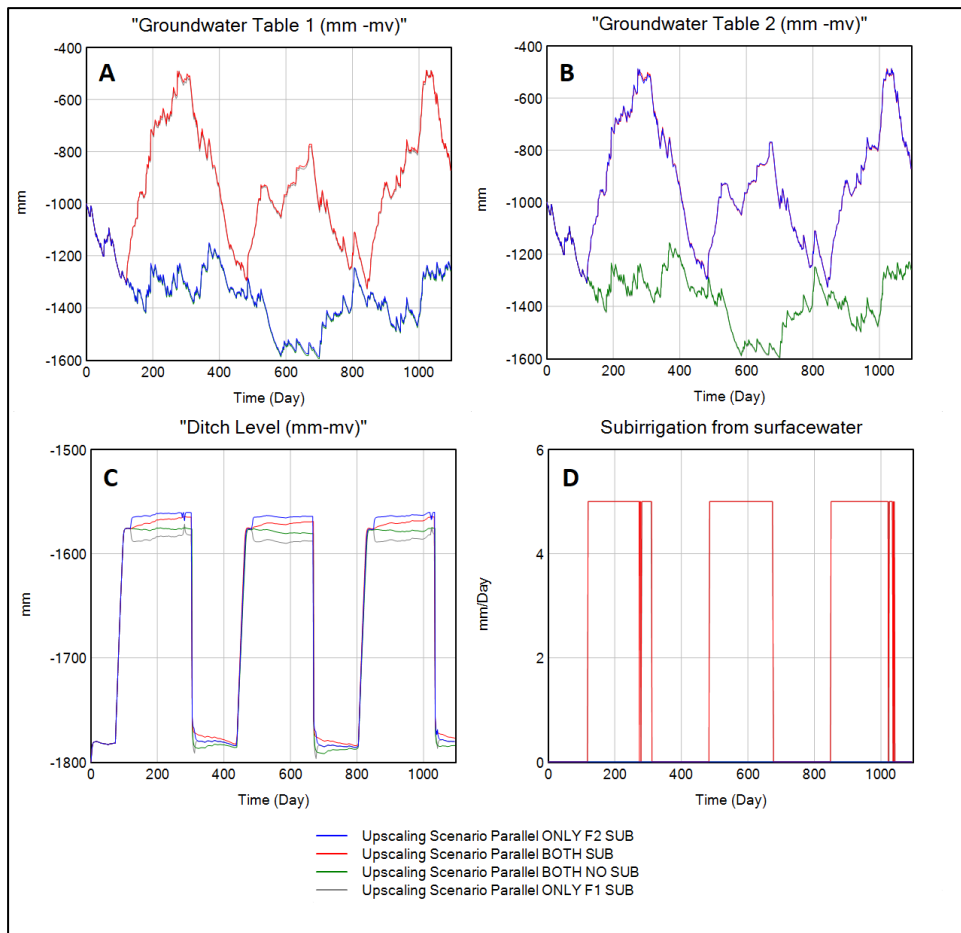 "Groundwater Table 1 (mm -mv)"
"Groundwater Table 2 (mm -mv)"
-400
-600
-800
-1000
-1200
-1400
-1600
mm
A
0 200 400 600 800 1000
Time (Day)
-400
-600
-800
-1000
-1200
-1400
-1600
mm
B
0 200 400 600 800 1000
Time (Day)
"Ditch Level (mm-mv)"
Subirrigation from surfacewater
-1500
-1600
-1700
-1800
mm
C
0 200 400 600 800 1000
Time (Day)
6
4
2
0
mm/Day
D
0 200 400 600 800 1000
Time (Day)
Upscaling Scenario Parallel ONLY F2 SUB
Upscaling Scenario Parallel BOTH SUB
Upscaling Scenario Parallel BOTH NO SUB
Upscaling Scenario Parallel ONLY F1 SUB